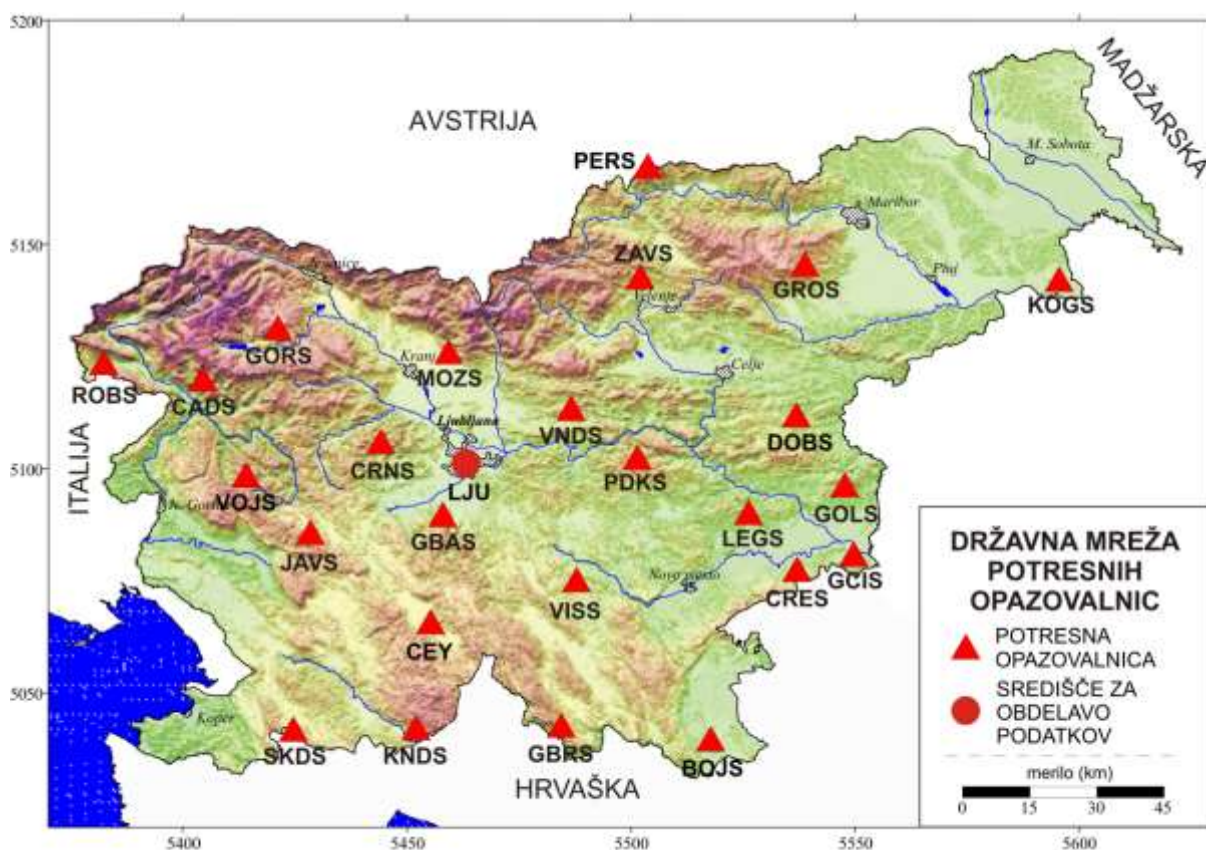 5200
AVSTRIJA
MADŽARSKA
PERS
M. Sobota
Maribor
5150
ZAVS
Jesenice
GROS
Ptuj
KOGS
Velenje
GORS
Kranj
MOZS
Celje
ROBS
CADS
Ljubljana
VNDS
DOBS
ITALIJA
CRNS
5100
LJU
PDKS
VOJS
N. Gorica
GOLS
GBAS
LEGS
JAVS
Novo mesto
CRES
GCIS
VISS
CEY
5050
Koper
SKDS
KNDS
GBRS
BOJS
HRVAŠKA
DRŽAVNA MREŽA
POTRESNIH
OPAZOVALNIC
POTRESNA
OPAZOVALNICA
SREDIŠČE ZA
OBDELAVO
PODATKOV
merilo (km)
0 15 30 45
5400 5450 5500 5550 5600